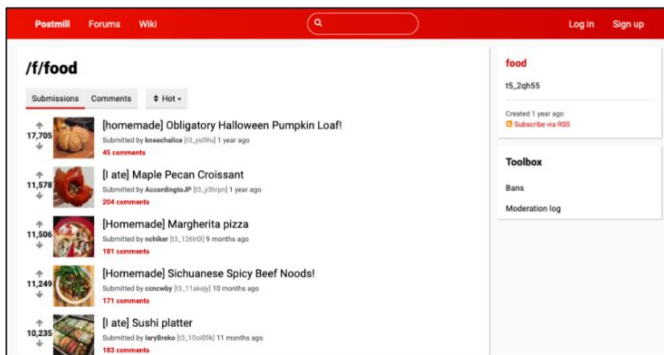 Postmill Forums Wiki Log in Sign up
/f/food
Submissions Comments Hot
17,705
[homemade] Obligatory Halloween Pumpkin Loaf!
Submitted by kneechalice 1 year ago
45 comments
11,578
[I ate] Maple Pecan Croissant
Submitted by AccordingtoJP [t3_y3hrpn] 1 year ago
204 comments
11,506
[Homemade] Margherita pizza
Submitted by nchiker 9 months ago
181 comments
11,249
[Homemade] Sichuanese Spicy Beef Noods!
Submitted by ccncwby [t3_11akejy] 10 months ago
171 comments
10,235
[I ate] Sushi platter
Submitted by laryBreko 11 months ago
183 comments
food
t5_2qh55
Created 1 year ago
Subscribe via RSS
Toolbox
Bans
Moderation log